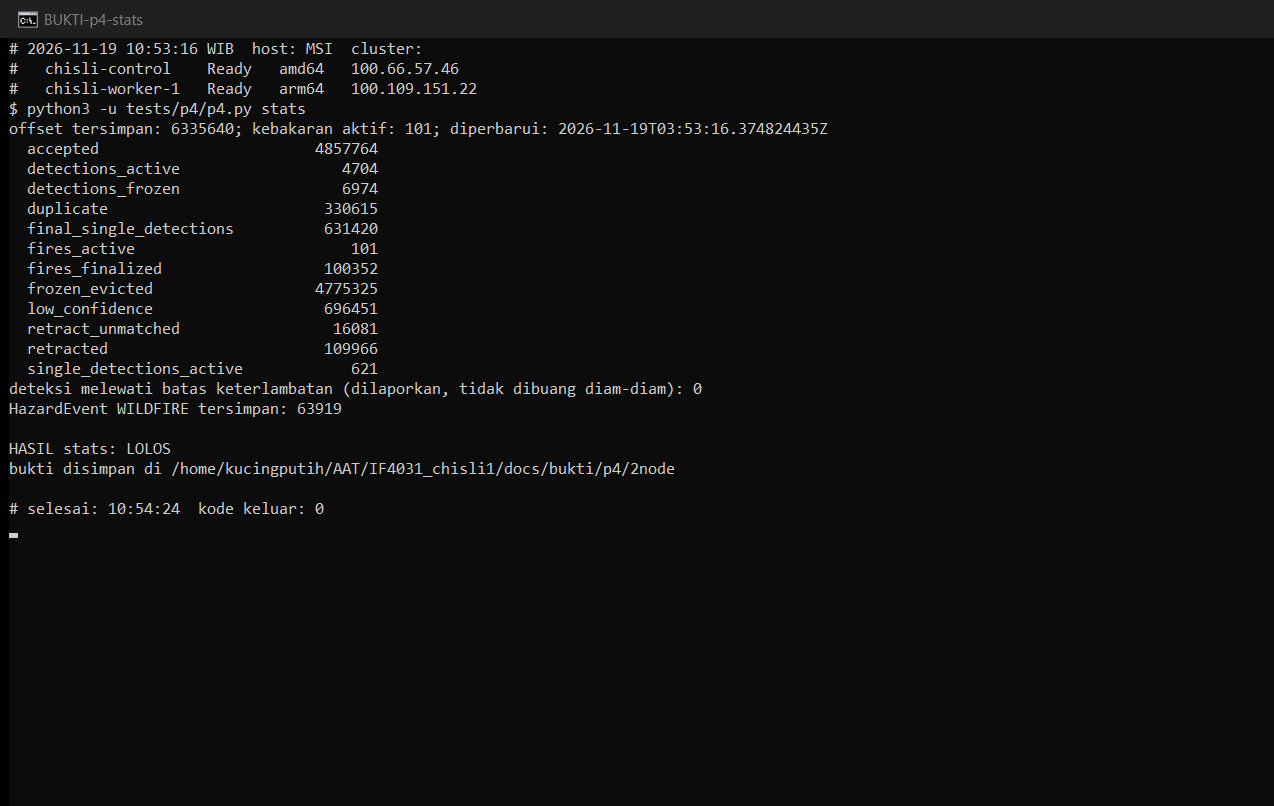 BUKTI-p4-stats
# 2026-11-19 10:53:16 WIB  host: MSI  cluster:
#   chisli-control    Ready   amd64   100.66.57.46
#   chisli-worker-1   Ready   arm64   100.109.151.22
$ python3 -u tests/p4/p4.py stats
offset tersimpan: 6335640; kebakaran aktif: 101; diperbarui: 2026-11-19T03:53:16.374824435Z
  accepted                        4857764
  detections_active                  4704
  detections_frozen                  6974
  duplicate                        330615
  final_single_detections          631420
  fires_active                        101
  fires_finalized                  100352
  frozen_evicted                  4775325
  low_confidence                   696451
  retract_unmatched                 16081
  retracted                        109966
  single_detections_active            621
deteksi melewati batas keterlambatan (dilaporkan, tidak dibuang diam-diam): 0
HazardEvent WILDFIRE tersimpan: 63919
HASIL stats: LOLOS
bukti disimpan di /home/kucingputih/AAT/IF4031_chisli1/docs/bukti/p4/2node
# selesai: 10:54:24  kode keluar: 0